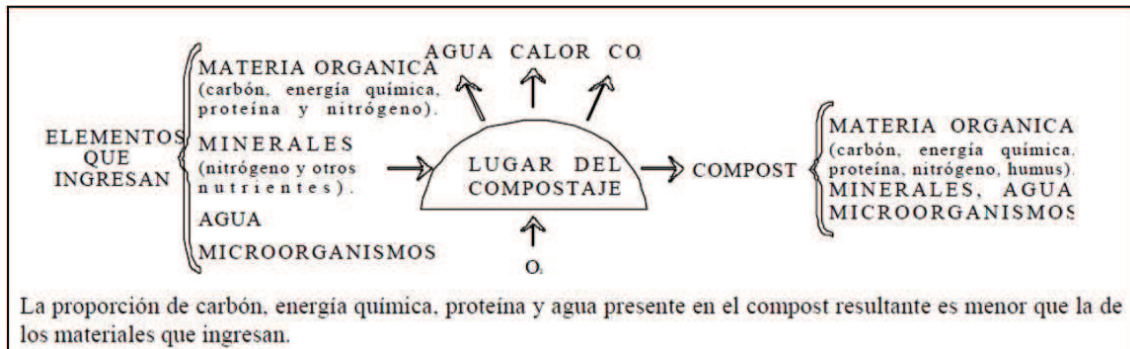 AGUA CALOR CO2
MATERIA ORGANICA
(carbón, energía química,
proteína y nitrógeno).
ELEMENTOS
QUE
INGRESAN
MINERALES
(nitrógeno y otros
nutrientes).
AGUA
MICROORGANISMOS
LUGAR DEL
COMPOSTAJE
O2
COMPOST
MATERIA ORGANICA
(carbón, energía química,
proteína, nitrógeno, humus).
MINERALES, AGUA
MICROORGANISMOS
La proporción de carbón, energía química, proteína y agua presente en el compost resultante es menor que la de
los materiales que ingresan.